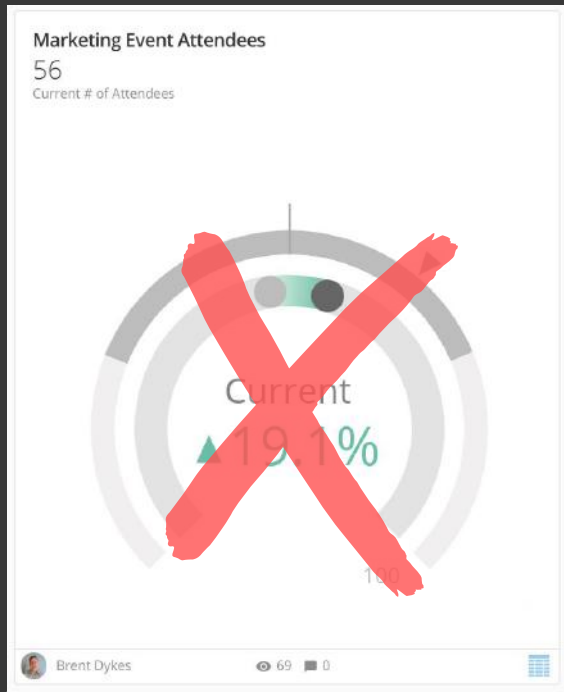 Marketing Event Attendees
56
Current # of Attendees
Current
▲19.1%
100
Brent Dykes
69
0